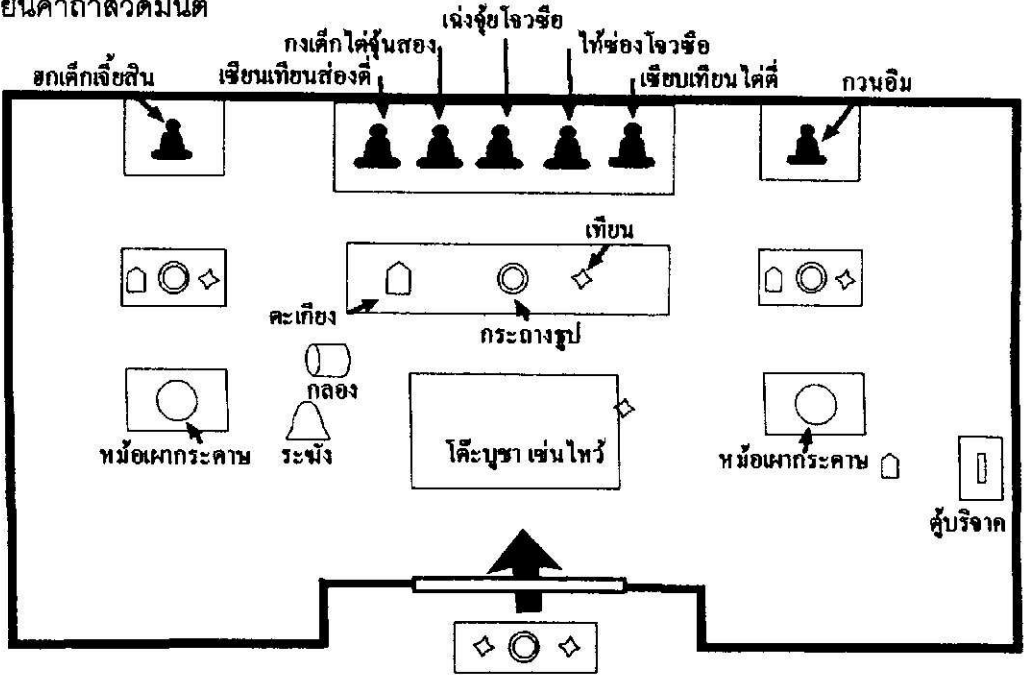 ยันคาถาสวดมนต์
เฉ่งจุ้ยโจวซือ
กงเต็กไต่จุ้นสอง
ไท้ซ่องโจวซือ
ฮกเต็กเจี้ยสิน
เซียนเทียนส่องตี่
เซียบเทียนไต่ตี่
กวนอิม
เทียน
ตะเกียง
กระถางธูป
กลอง
หม้อเผากระดาษ
ระฆัง
โต๊ะบูชา เซ่นไหว้
หม้อเผากระดาษ
ตู้บริจาค